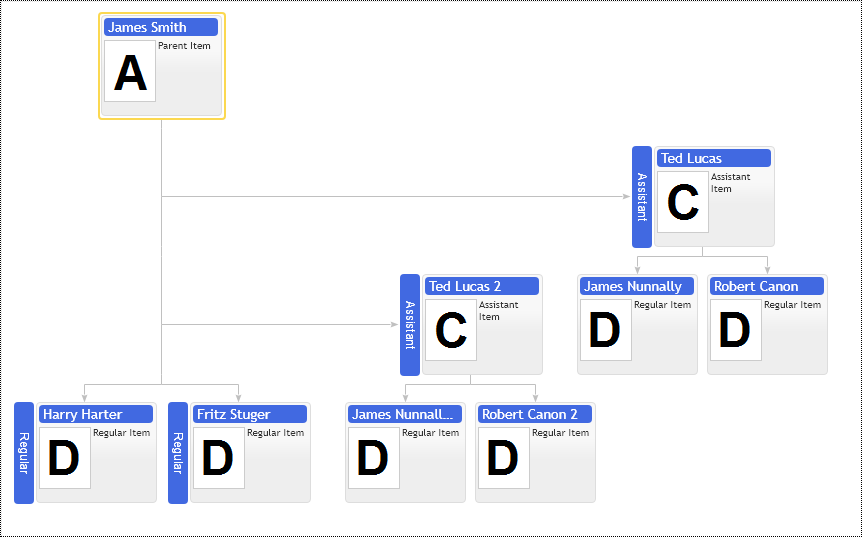 James Smith
A
Parent Item
Assistant
Ted Lucas
C
Assistant
Item
Assistant
Ted Lucas 2
C
Assistant
Item
James Nunnally
D
Regular Item
Robert Canon
D
Regular Item
Regular
Harry Harter
D
Regular Item
Regular
Fritz Stuger
D
Regular Item
James Nunnall...
D
Regular Item
Robert Canon 2
D
Regular Item